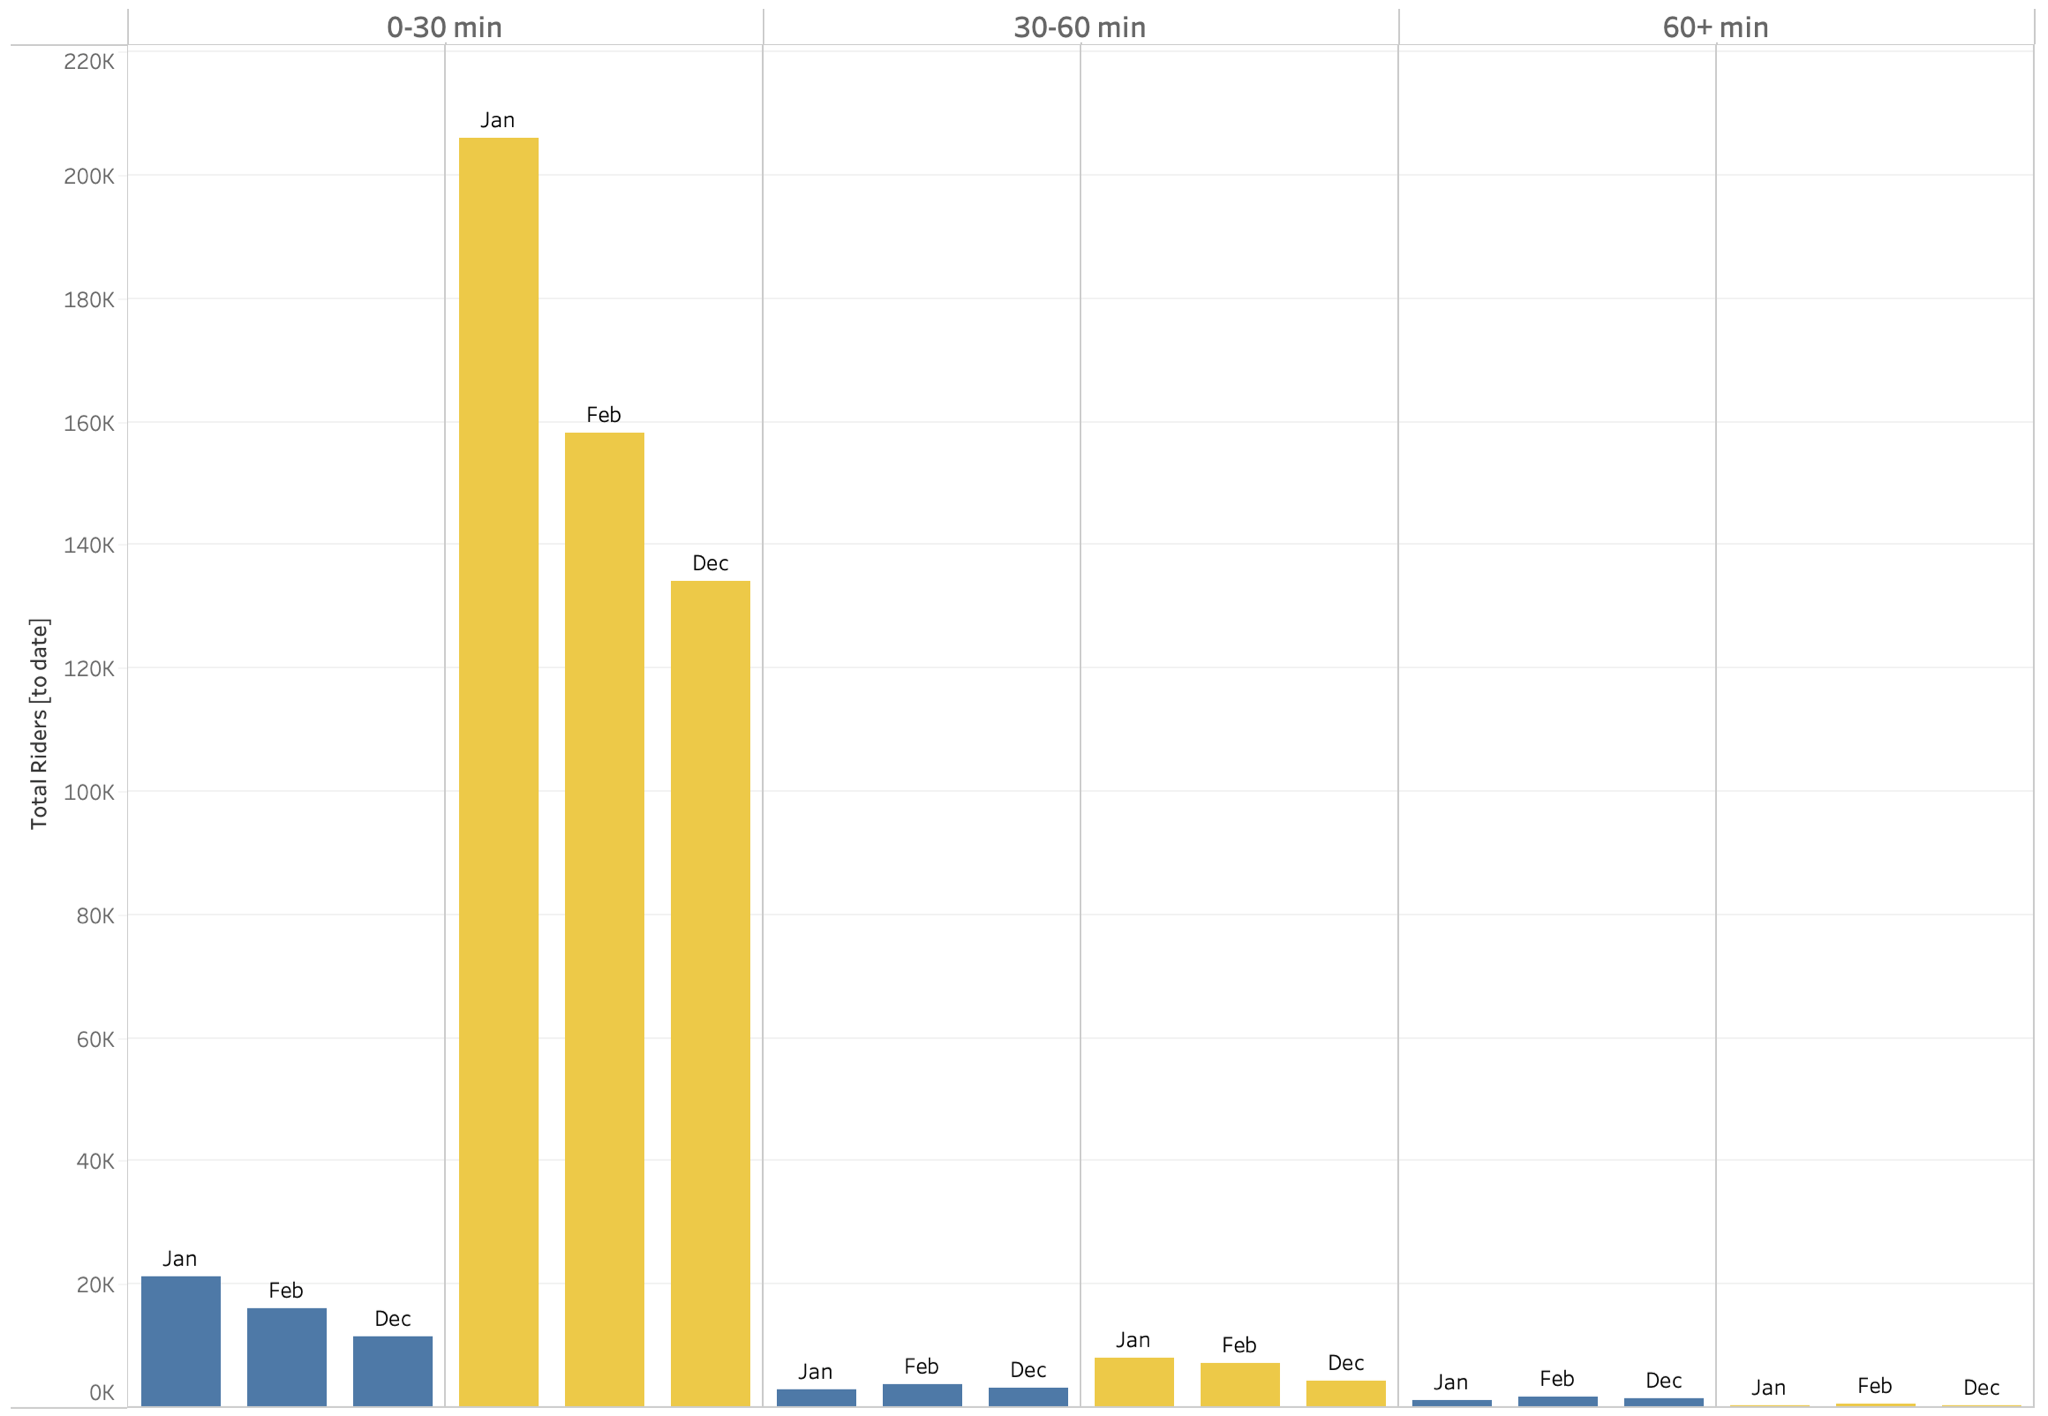 0-30 min
30-60 min
60+ min
220K
200K
180K
160K
140K
120K
100K
80K
60K
40K
20K
0K
Total Riders [to date]
Jan
Feb
Dec
Jan
Feb
Dec
Jan
Feb
Dec
Jan
Feb
Dec
Jan
Feb
Dec
Jan
Feb
Dec